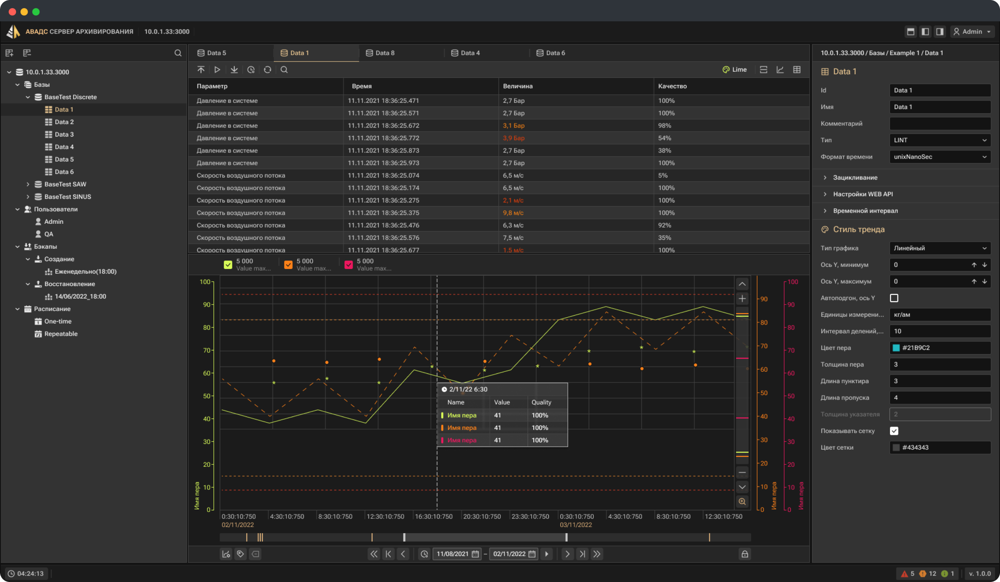 АВАДС СЕРВЕР АРХИВИРОВАНИЯ 10.0.1.33:3000 Admin
10.0.1.33.3000
Базы
BaseTest Discrete
Data 1
Data 2
Data 3
Data 4
Data 5
Data 6
BaseTest SAW
BaseTest SINUS
Пользователи
Admin
QA
Бэкапы
Создание
Еженедельно(18:00)
Восстановление
14/06/2022_18:00
Расписание
One-time
Repeatable
Data 5 Data 1 Data 8 Data 4 Data 6
Lime
Параметр Время Величина Качество
Давление в системе 11.11.2021 18:36:25.471 2,7 Бар 100%
Давление в системе 11.11.2021 18:36:25.571 2,7 Бар 100%
Давление в системе 11.11.2021 18:36:25.672 3,1 Бар 98%
Давление в системе 11.11.2021 18:36:25.772 3,9 Бар 54%
Давление в системе 11.11.2021 18:36:25.873 2,7 Бар 38%
Давление в системе 11.11.2021 18:36:25.973 2,7 Бар 100%
Скорость воздушного потока 11.11.2021 18:36:25.074 6,5 м/с 5%
Скорость воздушного потока 11.11.2021 18:36:25.174 6,5 м/с 100%
Скорость воздушного потока 11.11.2021 18:36:25.275 2,1 м/с 100%
Скорость воздушного потока 11.11.2021 18:36:25.375 9,8 м/с 100%
Скорость воздушного потока 11.11.2021 18:36:25.476 6,3 м/с 92%
Скорость воздушного потока 11.11.2021 18:36:25.576 7,5 м/с 35%
Скорость воздушного потока 11.11.2021 18:36:25.677 1,5 м/с 100%
5 000 5 000 5 000
Value max... Value max... Value max...
100
90
80
70
60
50
40
30
20
10
0
Имя пера
2/11/22 6:30
Name Value Quality
Имя пера 41 100%
Имя пера 41 100%
Имя пера 41 100%
90
80
70
60
50
40
30
20
10
0
Имя пера
100
90
80
70
60
50
40
30
20
10
0
Имя пера
0:30:10:750 4:30:10:750 8:30:10:750 12:30:10:750 16:30:10:750 20:30:10:750 23:30:10:750 0:30:10:750 4:30:10:750 8:30:10:750 12:30:10:750
02/11/2022 03/11/2022
11/08/2021 – 02/11/2022
10.0.1.33.3000 / Базы / Example 1 / Data 1
Data 1
Id Data 1
Имя Data 1
Комментарий
Тип LINT
Формат времени unixNanoSec
Зацикливание
Настройки WEB API
Временной интервал
Стиль тренда
Тип графика Линейный
Ось Y, минимум 0
Ось Y, максимум 0
Автоподгон, ось Y
Единицы измерени... кг/ам
Интервал делений,... 10
Цвет пера #21B9C2
Толщина пера 3
Длина пунктира 3
Длина пропуска 4
Толщина указателя 2
Показывать сетку
Цвет сетки #434343
04:24:13 5 12 1 v. 1.0.0